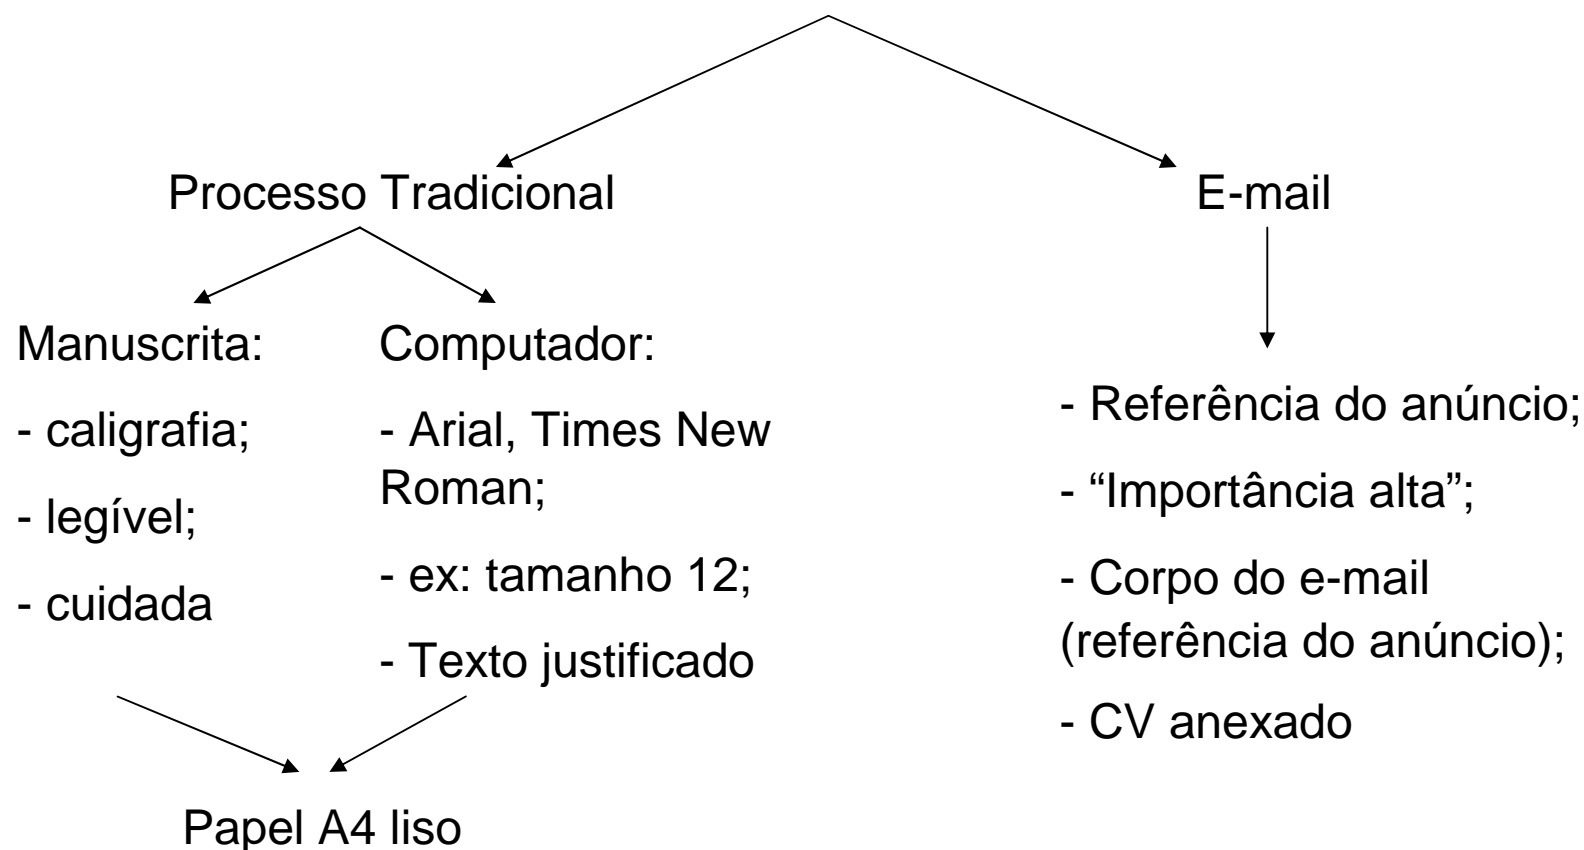 Processo Tradicional
E-mail
Manuscrita:
- caligrafia;
- legível;
- cuidada
Computador:
- Arial, Times New
Roman;
- ex: tamanho 12;
- Texto justificado
Papel A4 liso
- Referência do anúncio;
- “Importância alta”;
- Corpo do e-mail
(referência do anúncio);
- CV anexado